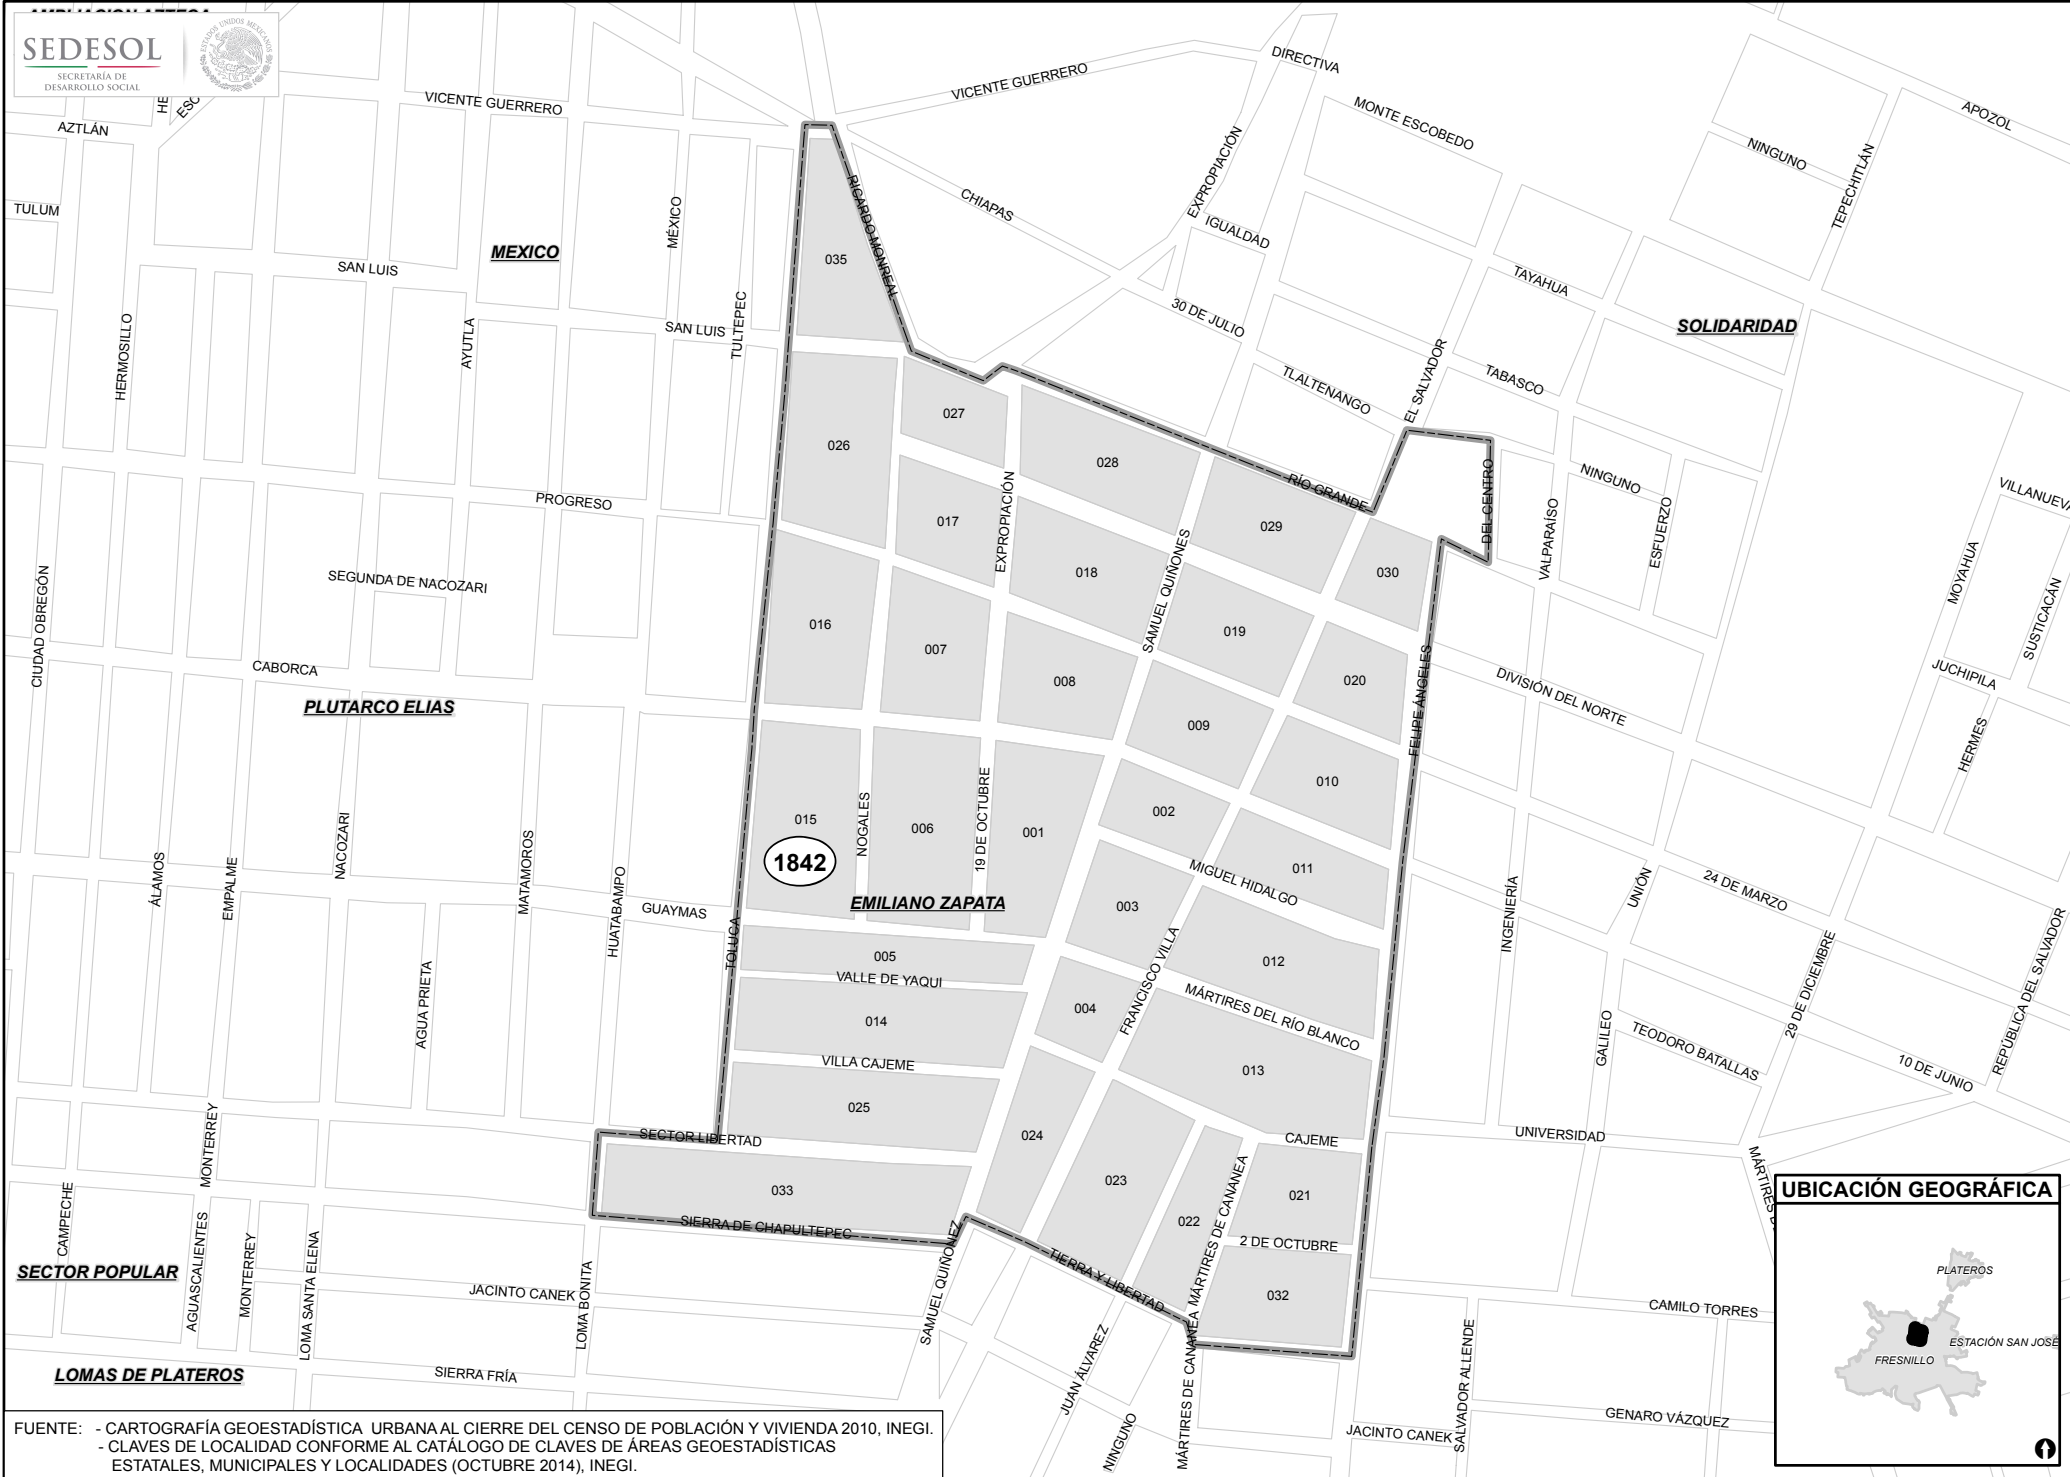 AMPLIACION AZTECA
SEDESOL
SECRETARÍA DE
DESARROLLO SOCIAL
ESTADOS UNIDOS MEXICANOS
VICENTE GUERRERO
VICENTE GUERRERO
DIRECTIVA
MONTE ESCOBEDO
APOZOL
AZTLÁN
NINGUNO
TEPECHITLÁN
EXPROPIACIÓN
CHIAPAS
TULUM
MÉXICO
IGUALDAD
MEXICO
RICARDO MONREAL
035
SAN LUIS
TAYAHUA
30 DE JULIO
SAN LUIS
TULTEPEC
SOLIDARIDAD
HERMOSILLO
AYUTLA
EL SALVADOR
TLALTENANGO
TABASCO
027
026
028
RÍO GRANDE
DEL CENTRO
NINGUNO
VILLANUEVA
PROGRESO
EXPROPIACIÓN
017
029
VALPARAÍSO
ESFUERZO
018
SAMUEL QUIÑONES
030
MOYAHUA
SEGUNDA DE NACOZARI
CIUDAD OBREGÓN
016
019
SUSTICACÁN
007
CABORCA
008
020
FELIPE ÁNGELES
JUCHIPILA
DIVISIÓN DEL NORTE
PLUTARCO ELIAS
009
HERMES
010
015
NOGALES
006
19 DE OCTUBRE
001
002
NACOZARI
1842
ÁLAMOS
EMPALME
MATAMOROS
HUATABAMPO
MIGUEL HIDALGO
011
UNIÓN
24 DE MARZO
GUAYMAS
EMILIANO ZAPATA
003
INGENIERÍA
TOLUCA
005
012
VALLE DE YAQUI
FRANCISCO VILLA
29 DE DICIEMBRE
REPÚBLICA DEL SALVADOR
AGUA PRIETA
014
004
MÁRTIRES DEL RÍO BLANCO
GALILEO
TEODORO BATALLAS
VILLA CAJEME
013
10 DE JUNIO
025
024
MONTERREY
SECTOR LIBERTAD
CAJEME
UNIVERSIDAD
033
023
021
022
MÁRTIRES DE CANANEA
CAMPECHE
AGUASCALIENTES
MONTERREY
LOMA SANTA ELENA
SIERRA DE CHAPULTEPEC
2 DE OCTUBRE
SECTOR POPULAR
TIERRA Y LIBERTAD
JACINTO CANEK
LOMA BONITA
SAMUEL QUIÑONEZ
032
CAMILO TORRES
LOMAS DE PLATEROS
SIERRA FRÍA
JUAN ÁLVAREZ
MÁRTIRES DE CANANEA
SALVADOR ALLENDE
GENARO VÁZQUEZ
NINGUNO
JACINTO CANEK
UBICACIÓN GEOGRÁFICA
PLATEROS
ESTACIÓN SAN JOSÉ
FRESNILLO
FUENTE: - CARTOGRAFÍA GEOESTADÍSTICA URBANA AL CIERRE DEL CENSO DE POBLACIÓN Y VIVIENDA 2010, INEGI.
- CLAVES DE LOCALIDAD CONFORME AL CATÁLOGO DE CLAVES DE ÁREAS GEOESTADÍSTICAS
ESTATALES, MUNICIPALES Y LOCALIDADES (OCTUBRE 2014), INEGI.